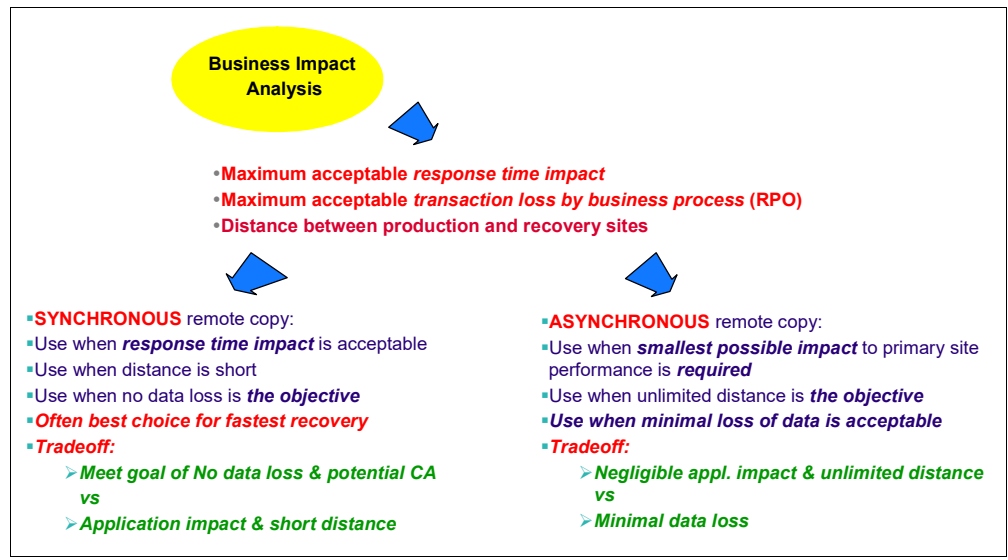 Business Impact
Analysis
•Maximum acceptable response time impact
•Maximum acceptable transaction loss by business process (RPO)
•Distance between production and recovery sites
▪SYNCHRONOUS remote copy:
▪Use when response time impact is acceptable
▪Use when distance is short
▪Use when no data loss is the objective
▪Often best choice for fastest recovery
▪Tradeoff:
➢Meet goal of No data loss & potential CA
vs
➢Application impact & short distance
▪ASYNCHRONOUS remote copy:
▪Use when smallest possible impact to primary site
performance is required
▪Use when unlimited distance is the objective
▪Use when minimal loss of data is acceptable
▪Tradeoff:
➢Negligible appl. impact & unlimited distance
vs
➢Minimal data loss